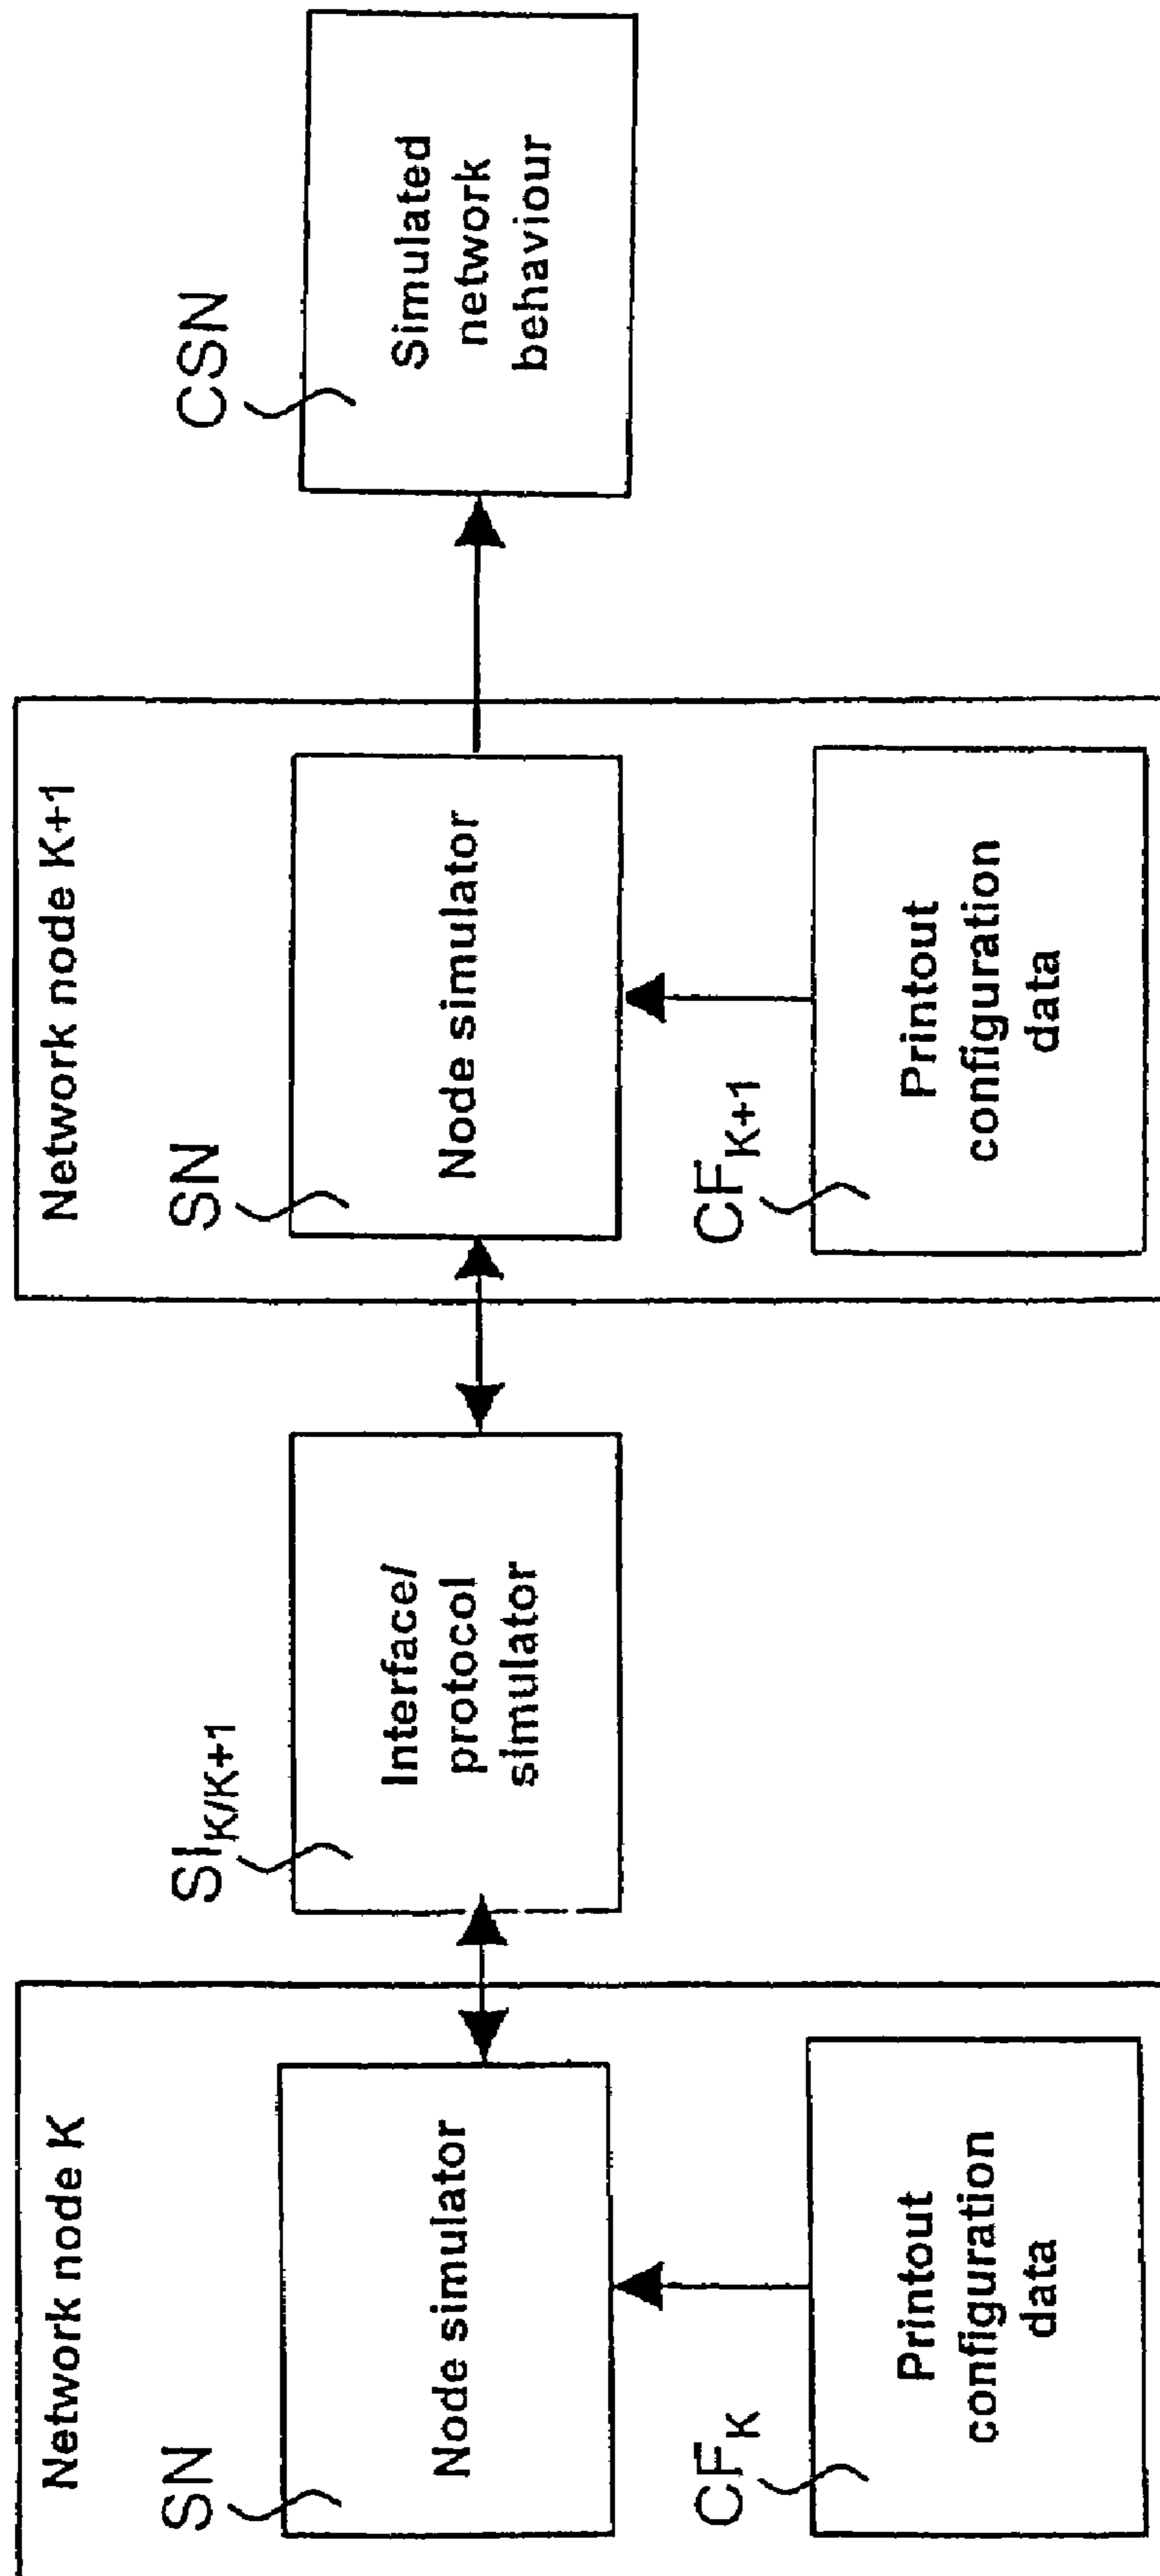 Network node K
SN
Node simulator
CF_K
Printout
configuration
data
SI_K/K+1
Interface/
protocol
simulator
Network node K+1
SN
Node simulator
CF_K+1
Printout
configuration
data
CSN
Simulated
network
behaviour